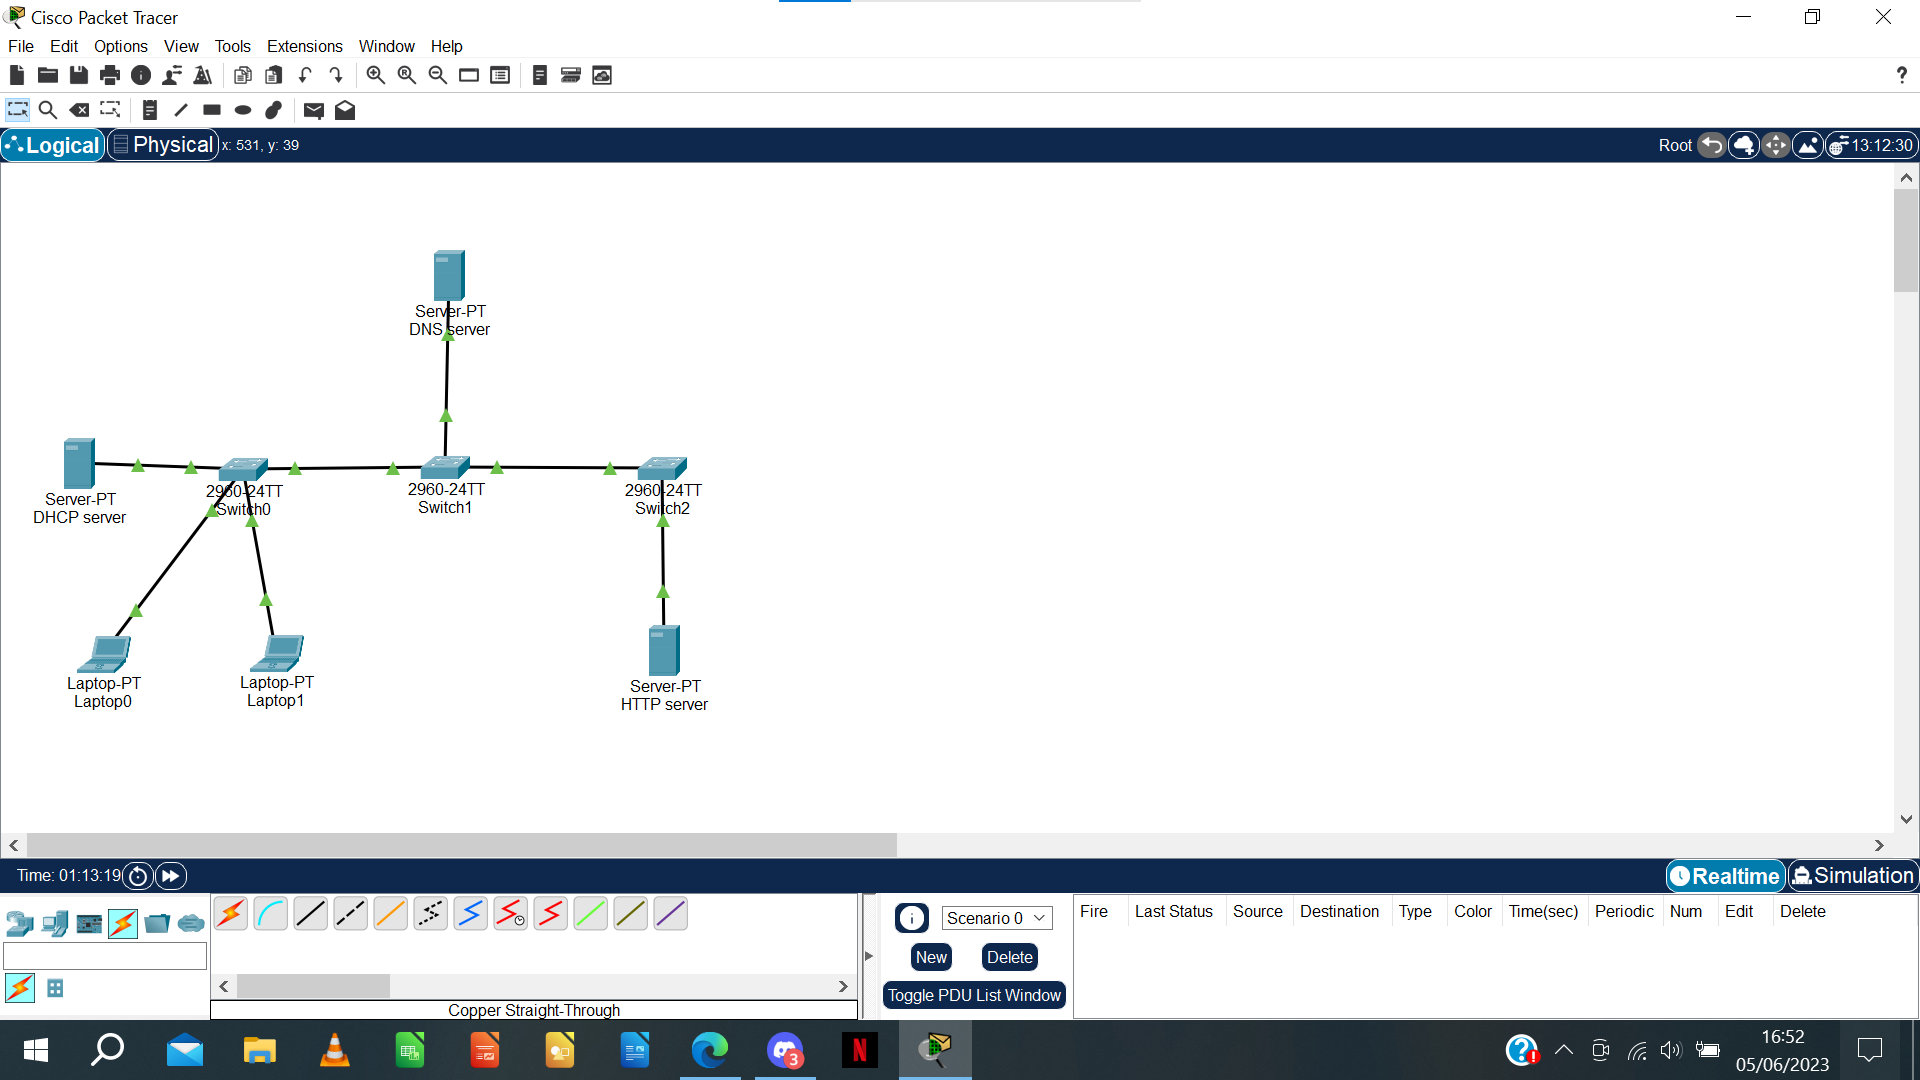 Cisco Packet Tracer
File Edit Options View Tools Extensions Window Help
?
Logical Physical x: 531, y: 39 Root 13:12:30
Server-PT
DNS server
Server-PT
DHCP server
2960-24TT
Switch0
2960-24TT
Switch1
2960-24TT
Switch2
Laptop-PT
Laptop0
Laptop-PT
Laptop1
Server-PT
HTTP server
Time: 01:13:19 Realtime Simulation
Scenario 0
New Delete
Toggle PDU List Window
Fire Last Status Source Destination Type Color Time(sec) Periodic Num Edit Delete
Copper Straight-Through
3
N
16:52
05/06/2023